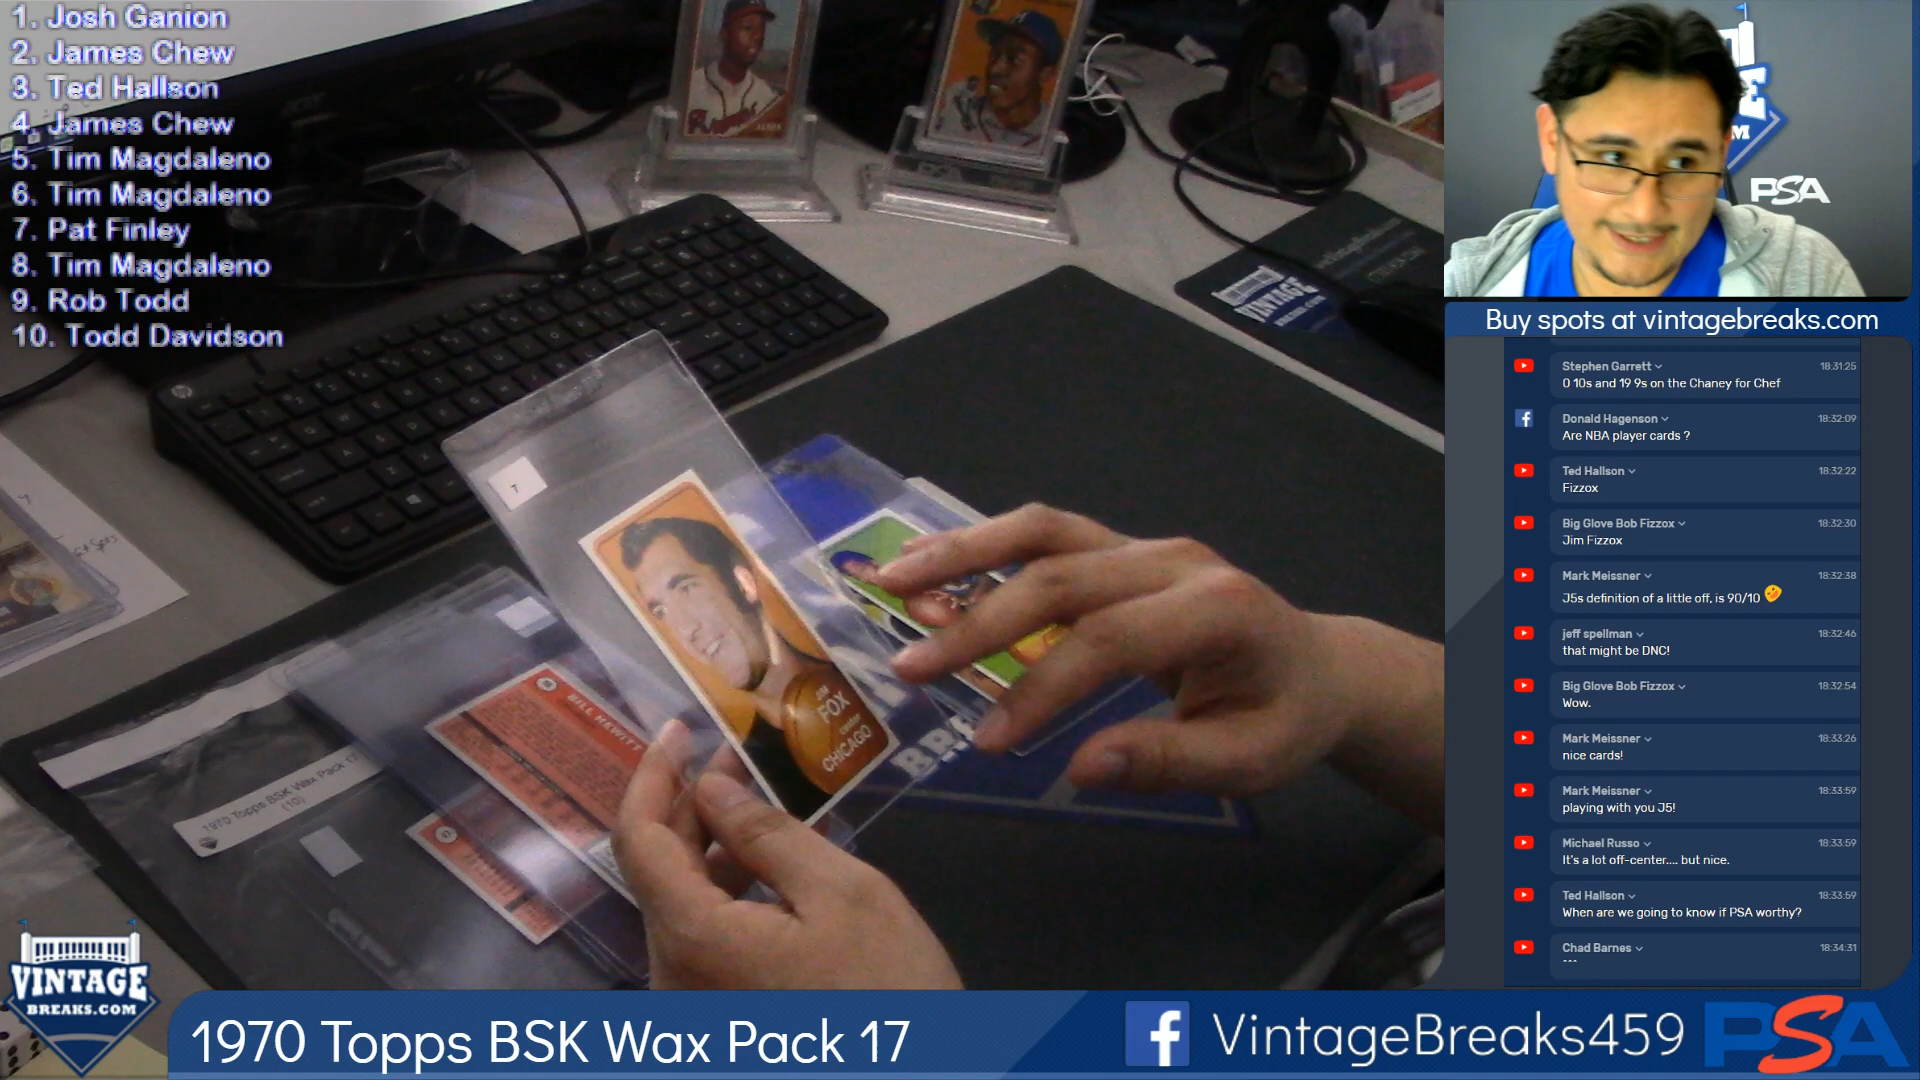 1. Josh Ganion
2. James Chew
3. Ted Hallson
4. James Chew
5. Tim Magdaleno
6. Tim Magdaleno
7. Pat Finley
8. Tim Magdaleno
9. Rob Todd
10. Todd Davidson
7
JIM
FOX
center
CHICAGO
BILL HEWITT
1970 Topps BSK Wax Pack 17
(10)
VINTAGE
PSA
Buy spots at vintagebreaks.com
Stephen Garrett 18:31:25
0 10s and 19 9s on the Chaney for Chef
Donald Hagenson 18:32:09
Are NBA player cards ?
Ted Hallson 18:32:22
Fizzox
Big Glove Bob Fizzox 18:32:30
Jim Fizzox
Mark Meissner 18:32:38
J5s definition of a little off, is 90/10
jeff spellman 18:32:46
that might be DNC!
Big Glove Bob Fizzox 18:32:54
Wow.
Mark Meissner 18:33:26
nice cards!
Mark Meissner 18:33:59
playing with you J5!
Michael Russo 18:33:59
It's a lot off-center.... but nice.
Ted Hallson 18:33:59
When are we going to know if PSA worthy?
Chad Barnes 18:34:31
VINTAGE
BREAKS.COM
1970 Topps BSK Wax Pack 17
f VintageBreaks459
PSA